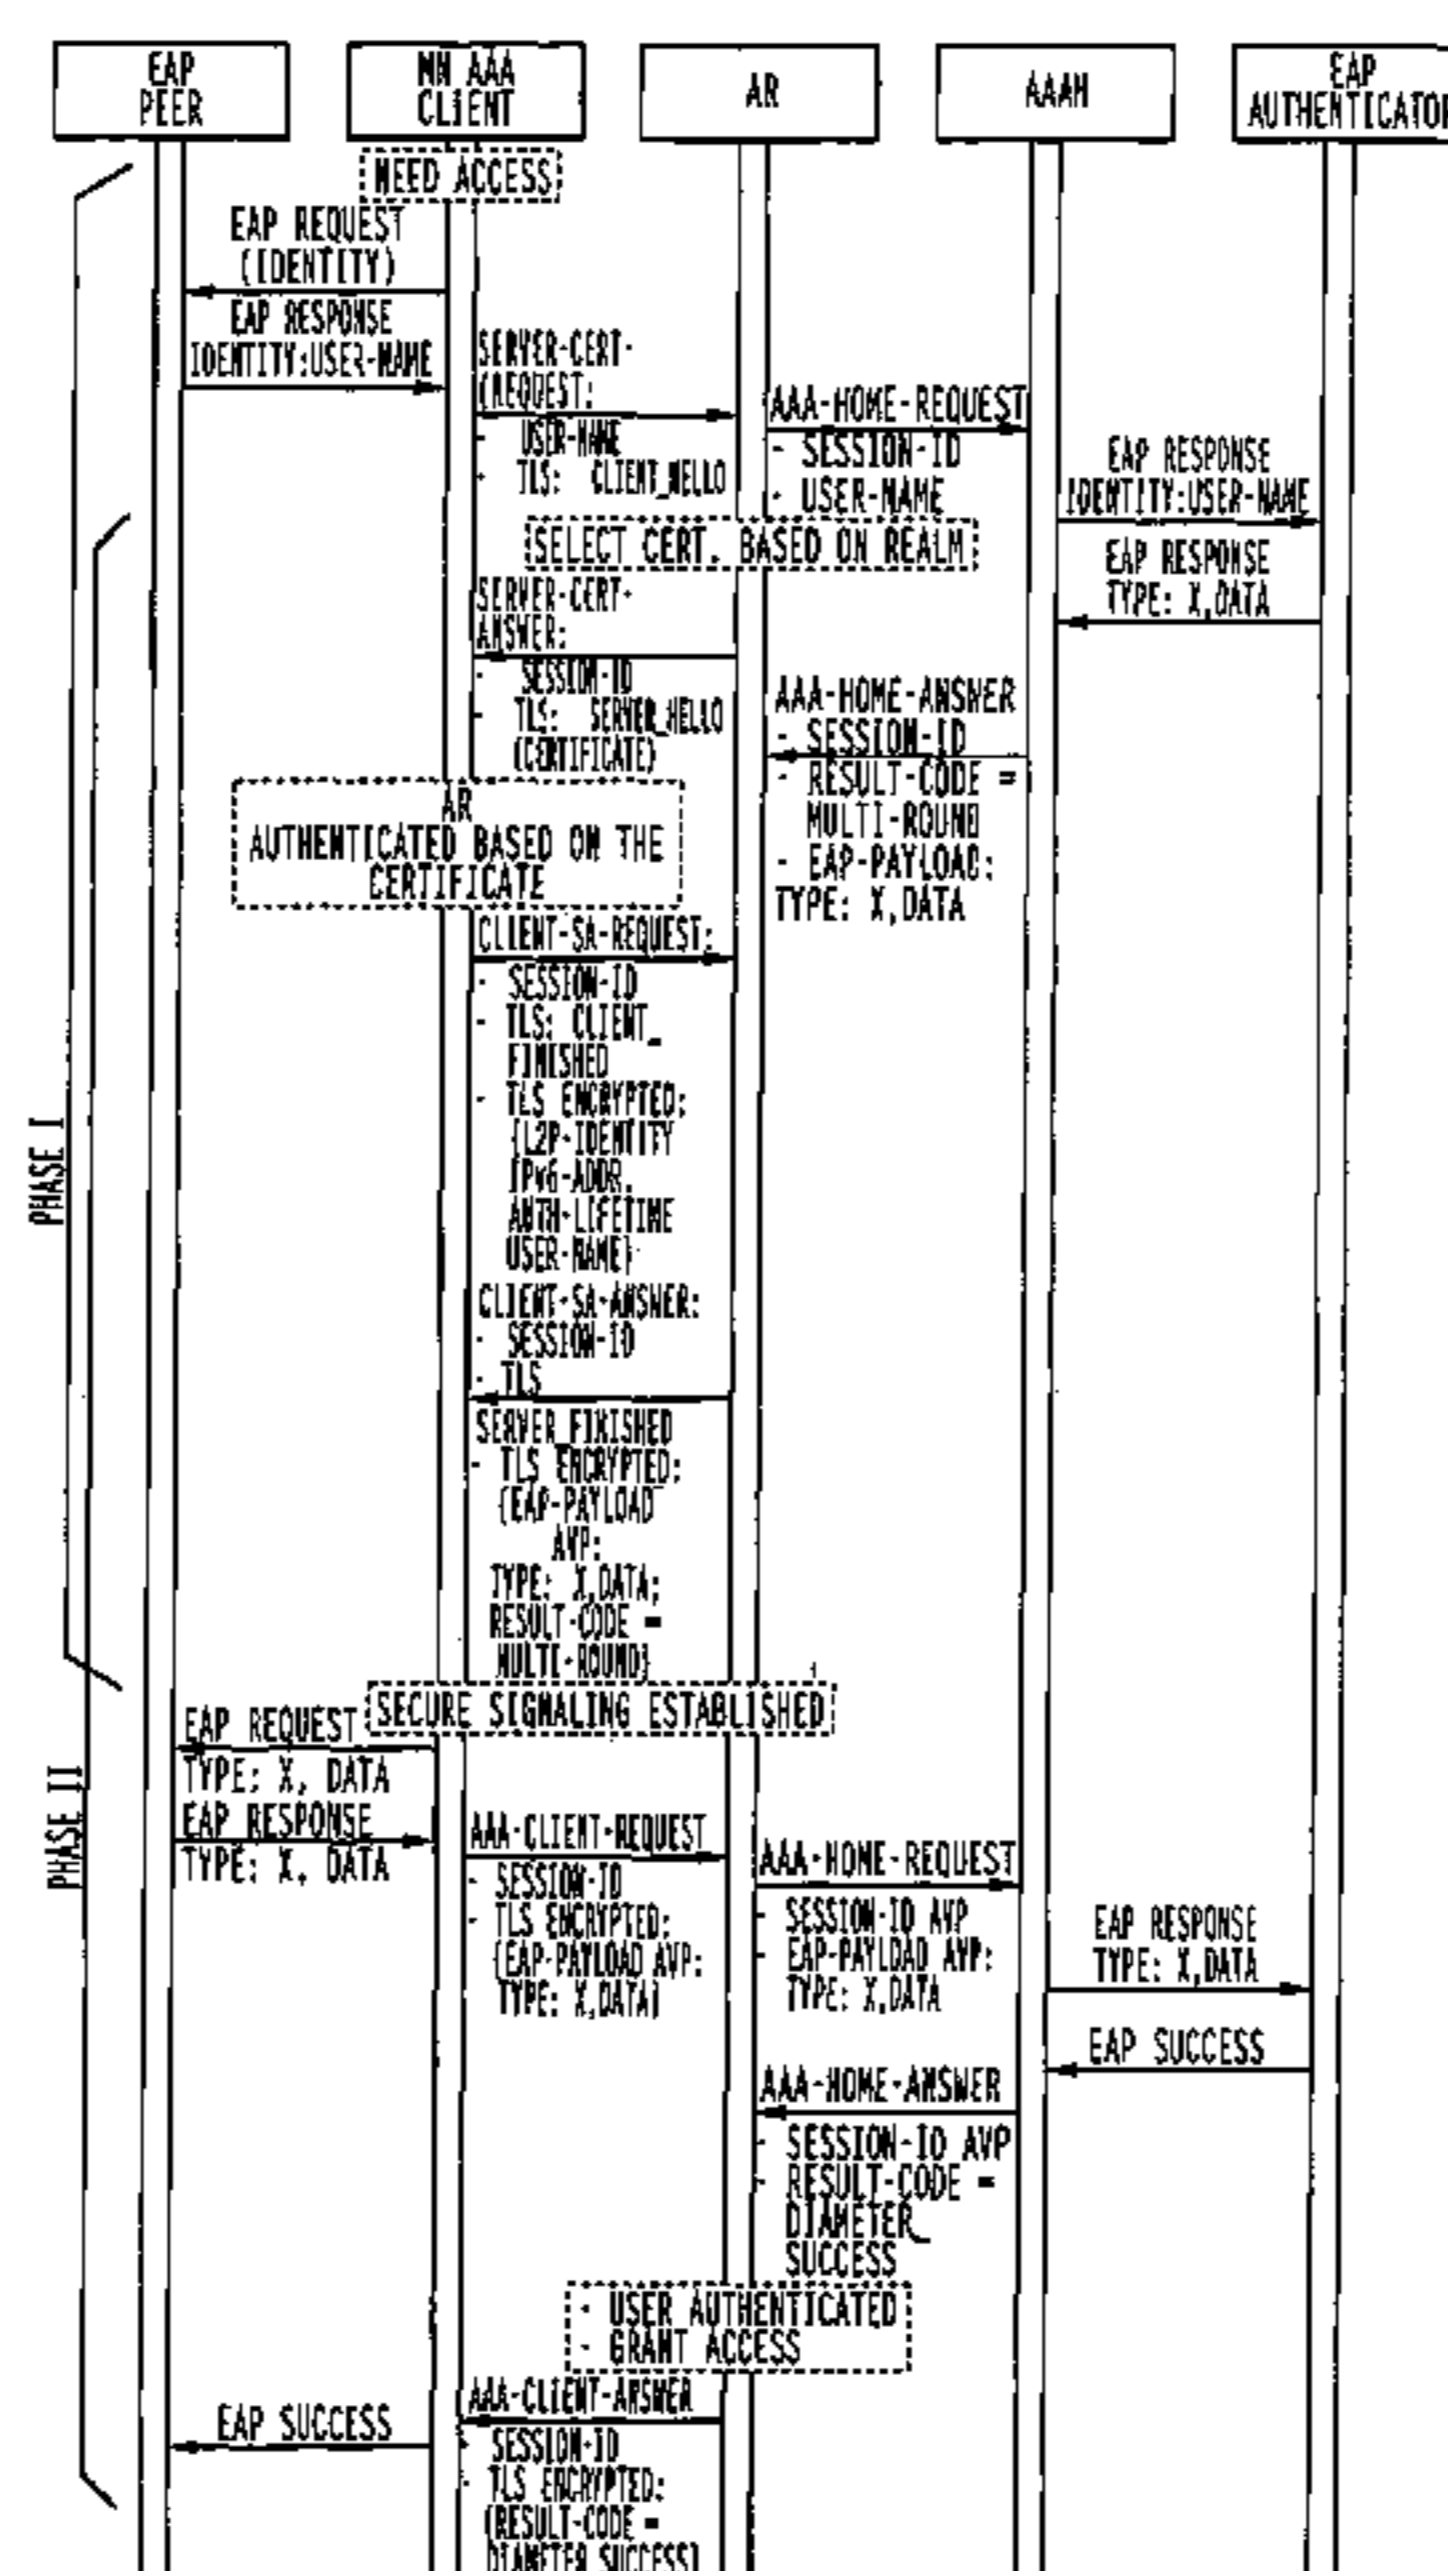 EAP
PEER
MN AAA
CLIENT
AR
AAAH
EAP
AUTHENTICATOR
NEED ACCESS
EAP REQUEST
(IDENTITY)
EAP RESPONSE
IDENTITY:USER-NAME
SERVER-CERT-
(REQUEST:
- USER-NAME
- TLS: CLIENT_HELLO
AAA-HOME-REQUEST
- SESSION-ID
- USER-NAME
EAP RESPONSE
IDENTITY:USER-NAME
SELECT CERT. BASED ON REALM
EAP RESPONSE
TYPE: X,DATA
SERVER-CERT-
ANSWER:
- SESSION-ID
- TLS: SERVER_HELLO
(CERTIFICATE)
AAA-HOME-ANSWER
- SESSION-ID
- RESULT-CODE =
MULTI-ROUND
- EAP-PAYLOAD:
TYPE: X,DATA
AR
AUTHENTICATED BASED ON THE
CERTIFICATE
CLIENT-SA-REQUEST:
- SESSION-ID
- TLS: CLIENT_
FINISHED
- TLS ENCRYPTED:
{L2P-IDENTITY
IPv6-ADDR.
AUTH-LIFETIME
USER-NAME}
CLIENT-SA-ANSWER:
- SESSION-ID
- TLS
SERVER_FINISHED
- TLS ENCRYPTED:
{EAP-PAYLOAD
AVP:
TYPE: X,DATA;
RESULT-CODE =
MULTI-ROUND}
PHASE I
SECURE SIGNALING ESTABLISHED
EAP REQUEST
TYPE: X, DATA
EAP RESPONSE
TYPE: X, DATA
PHASE II
AAA-CLIENT-REQUEST
- SESSION-ID
- TLS ENCRYPTED:
{EAP-PAYLOAD AVP:
TYPE: X,DATA}
AAA-HOME-REQUEST
- SESSION-ID AVP
- EAP-PAYLOAD AVP:
TYPE: X,DATA
EAP RESPONSE
TYPE: X,DATA
EAP SUCCESS
AAA-HOME-ANSWER
- SESSION-ID AVP
- RESULT-CODE =
DIAMETER_
SUCCESS
- USER AUTHENTICATED
- GRANT ACCESS
AAA-CLIENT-ANSWER
EAP SUCCESS
- SESSION-ID
- TLS ENCRYPTED:
{RESULT-CODE =
DIAMETER SUCCESS}